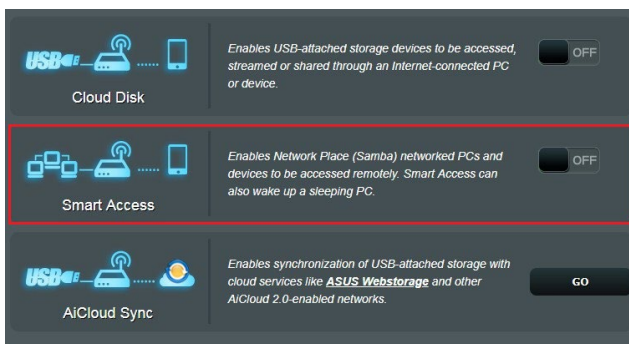 Enables USB-attached storage devices to be accessed,
streamed or shared through an Internet-connected PC
or device.
OFF
USB
Cloud Disk
Enables Network Place (Samba) networked PCs and
devices to be accessed remotely. Smart Access can
also wake up a sleeping PC.
OFF
Smart Access
Enables synchronization of USB-attached storage with
cloud services like ASUS Webstorage and other
AiCloud 2.0-enabled networks.
GO
USB
AiCloud Sync